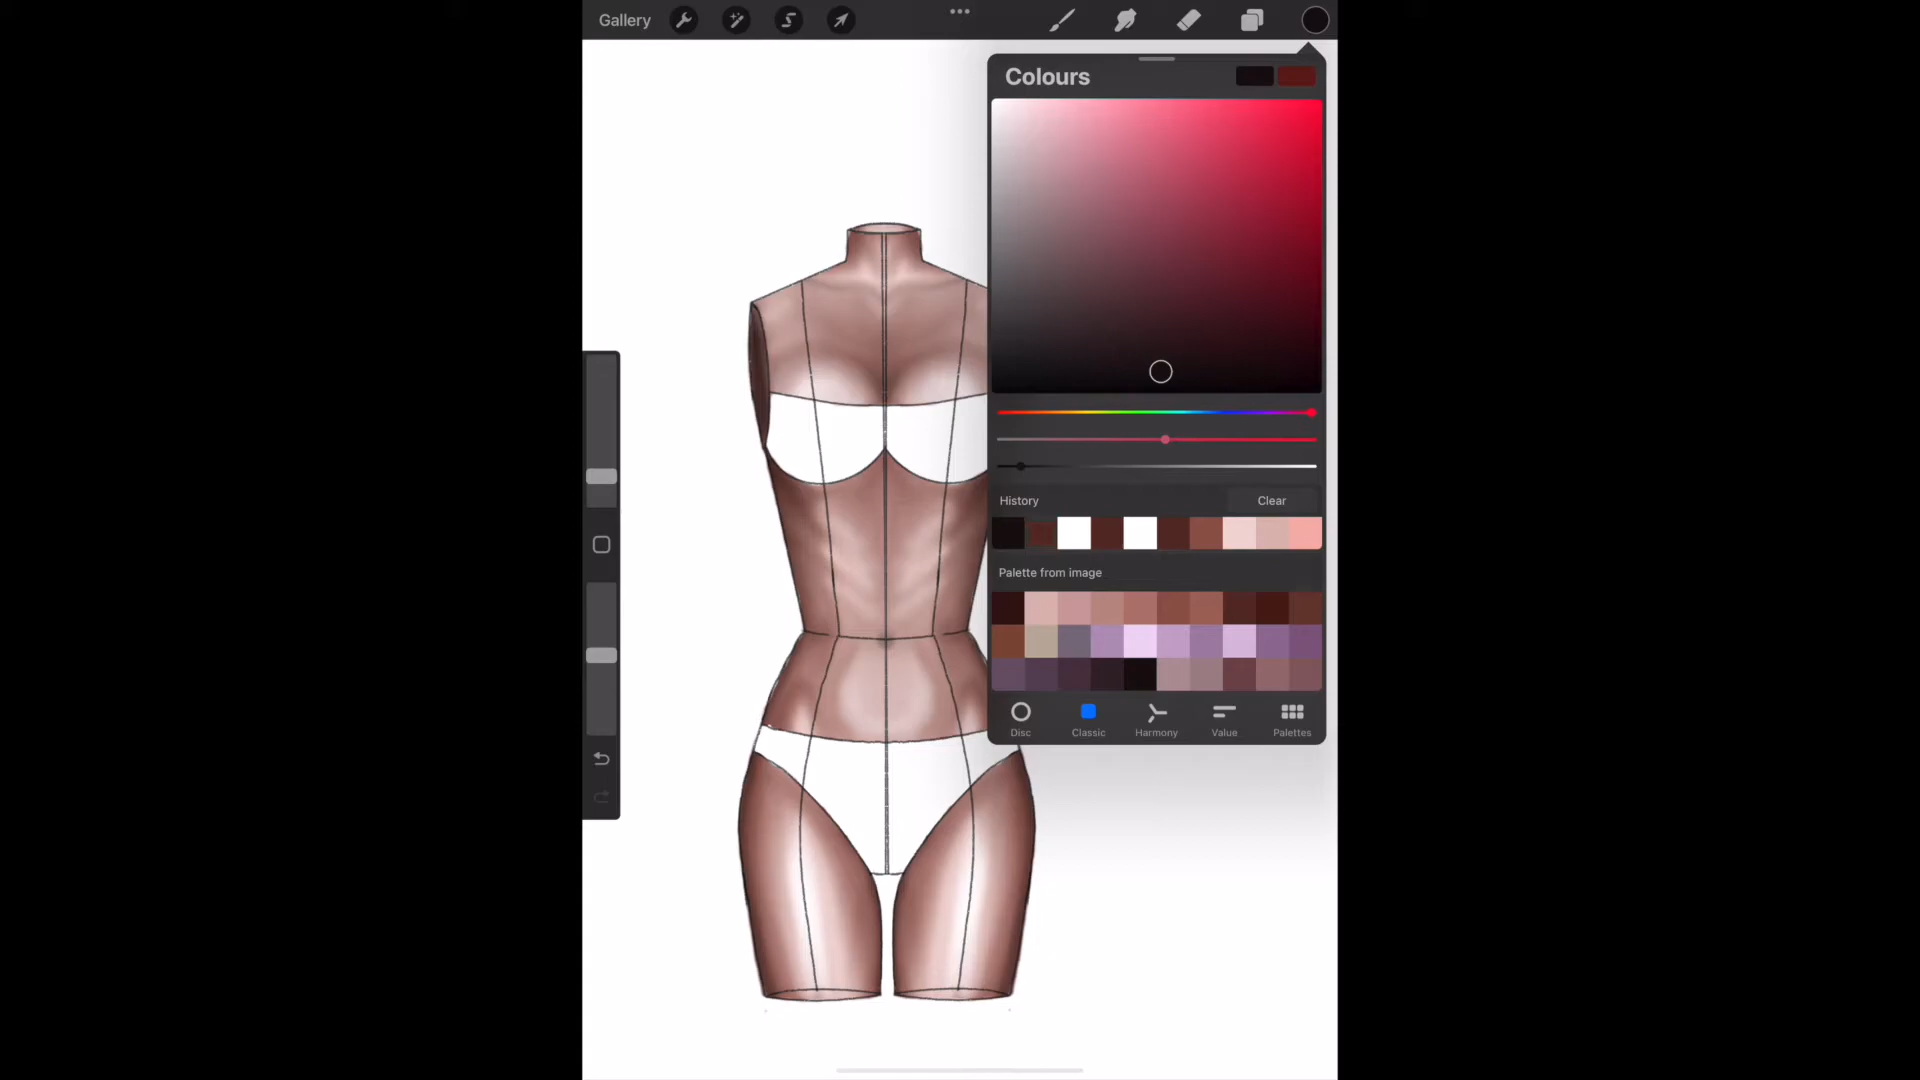 Gallery
Colours
History
Clear
Palette from image
Disc
Classic
Harmony
Value
Palettes